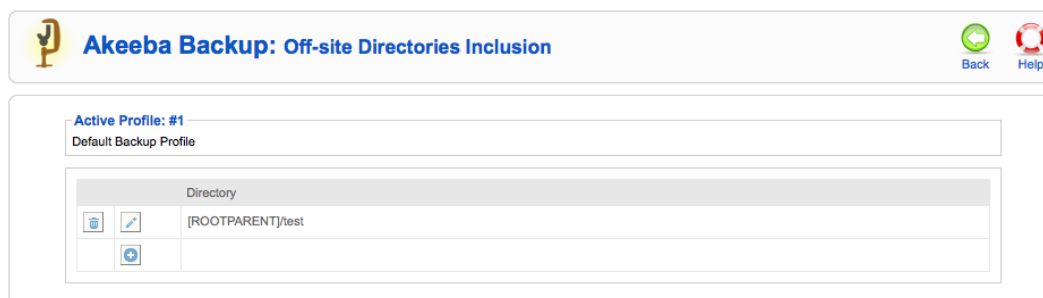 Akeeba Backup: Off-site Directories Inclusion
Back
Help
Active Profile: #1
Default Backup Profile
Directory
[ROOTPARENT]/test